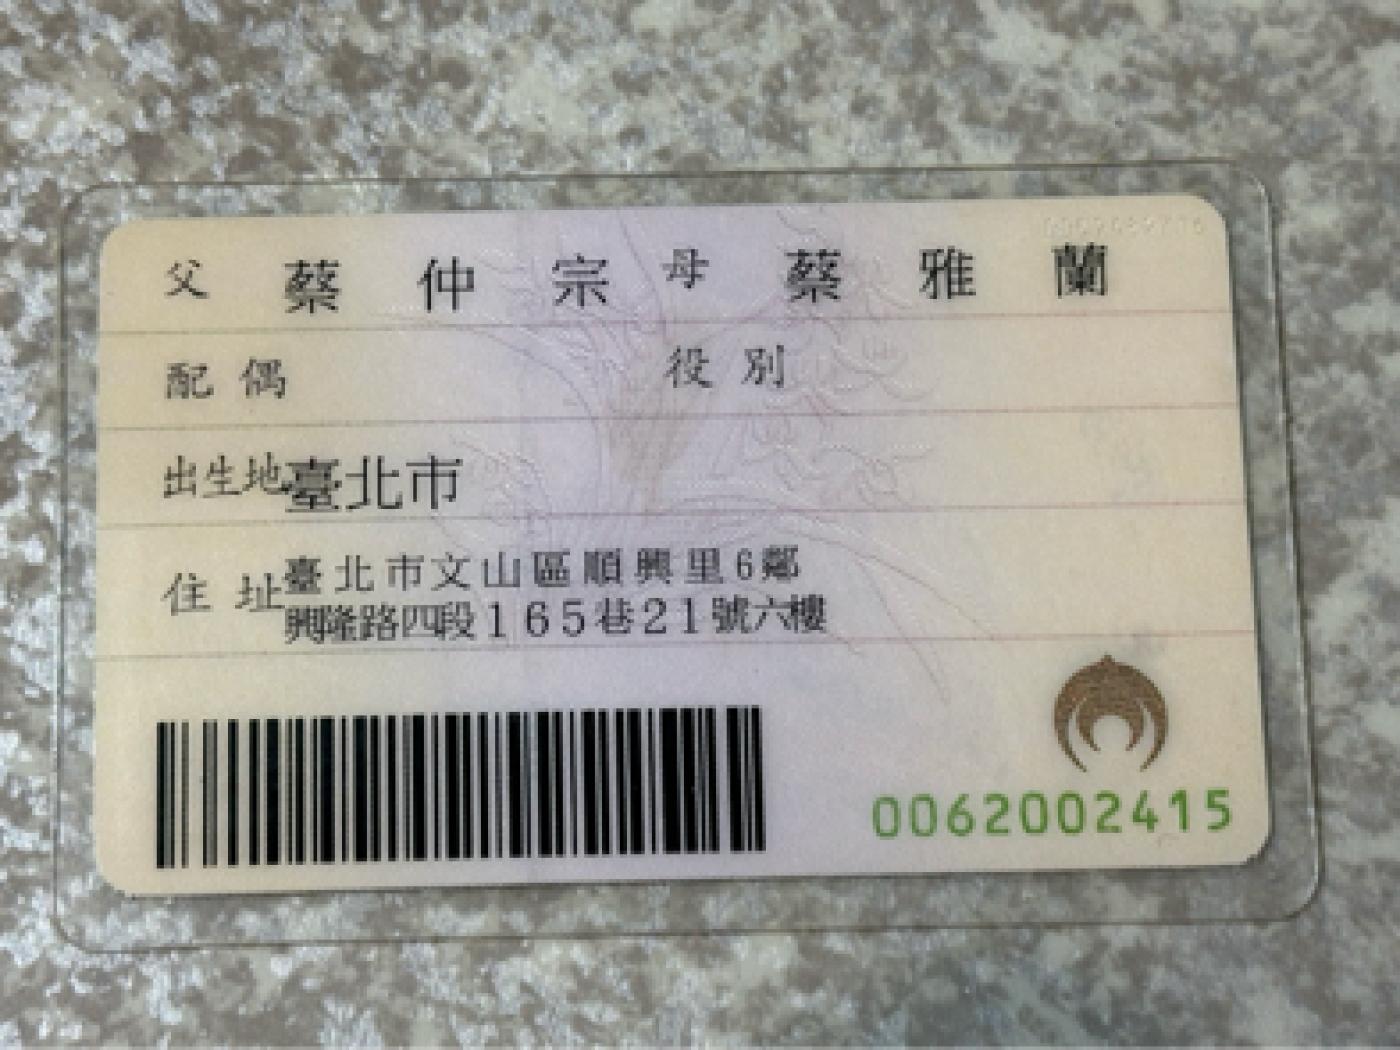 父 蔡仲宗 母 蔡雅蘭
配偶 役別
出生地 臺北市
住址 臺北市文山區順興里6鄰
興隆路四段165巷21號六樓
0062002415